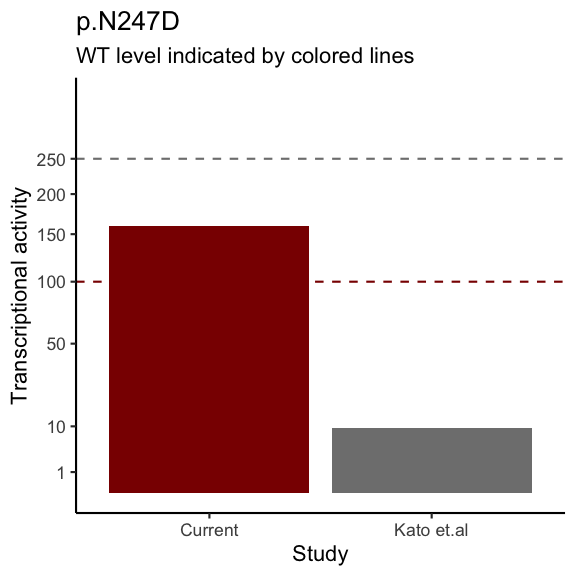 p.N247D
WT level indicated by colored lines
Transcriptional activity
250
200
150
100
50
10
1
Current
Kato et.al
Study